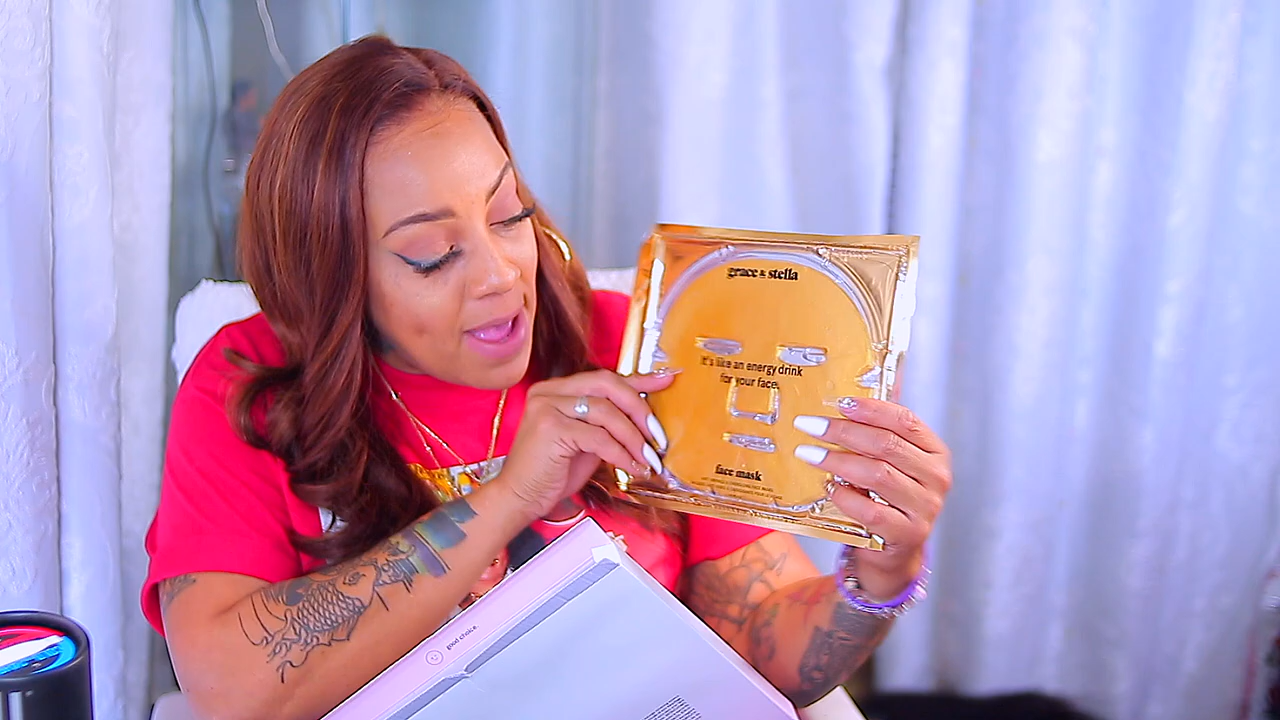 grace & stella
it's like an energy drink
for your face.
face mask
good choice.